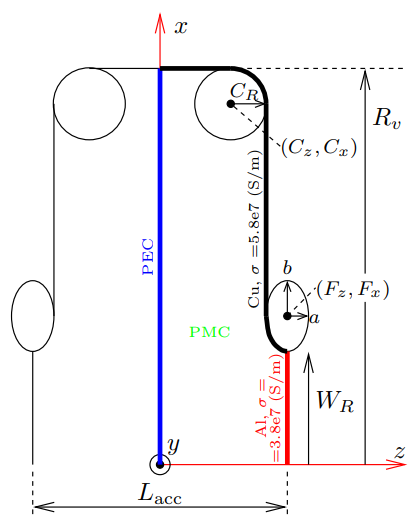 x
C_R
R_v
(C_z, C_x)
Cu, σ =5.8e7 (S/m)
PEC
b
(F_z, F_x)
a
PMC
Al, σ =
=3.8e7 (S/m)
W_R
y
z
L_acc